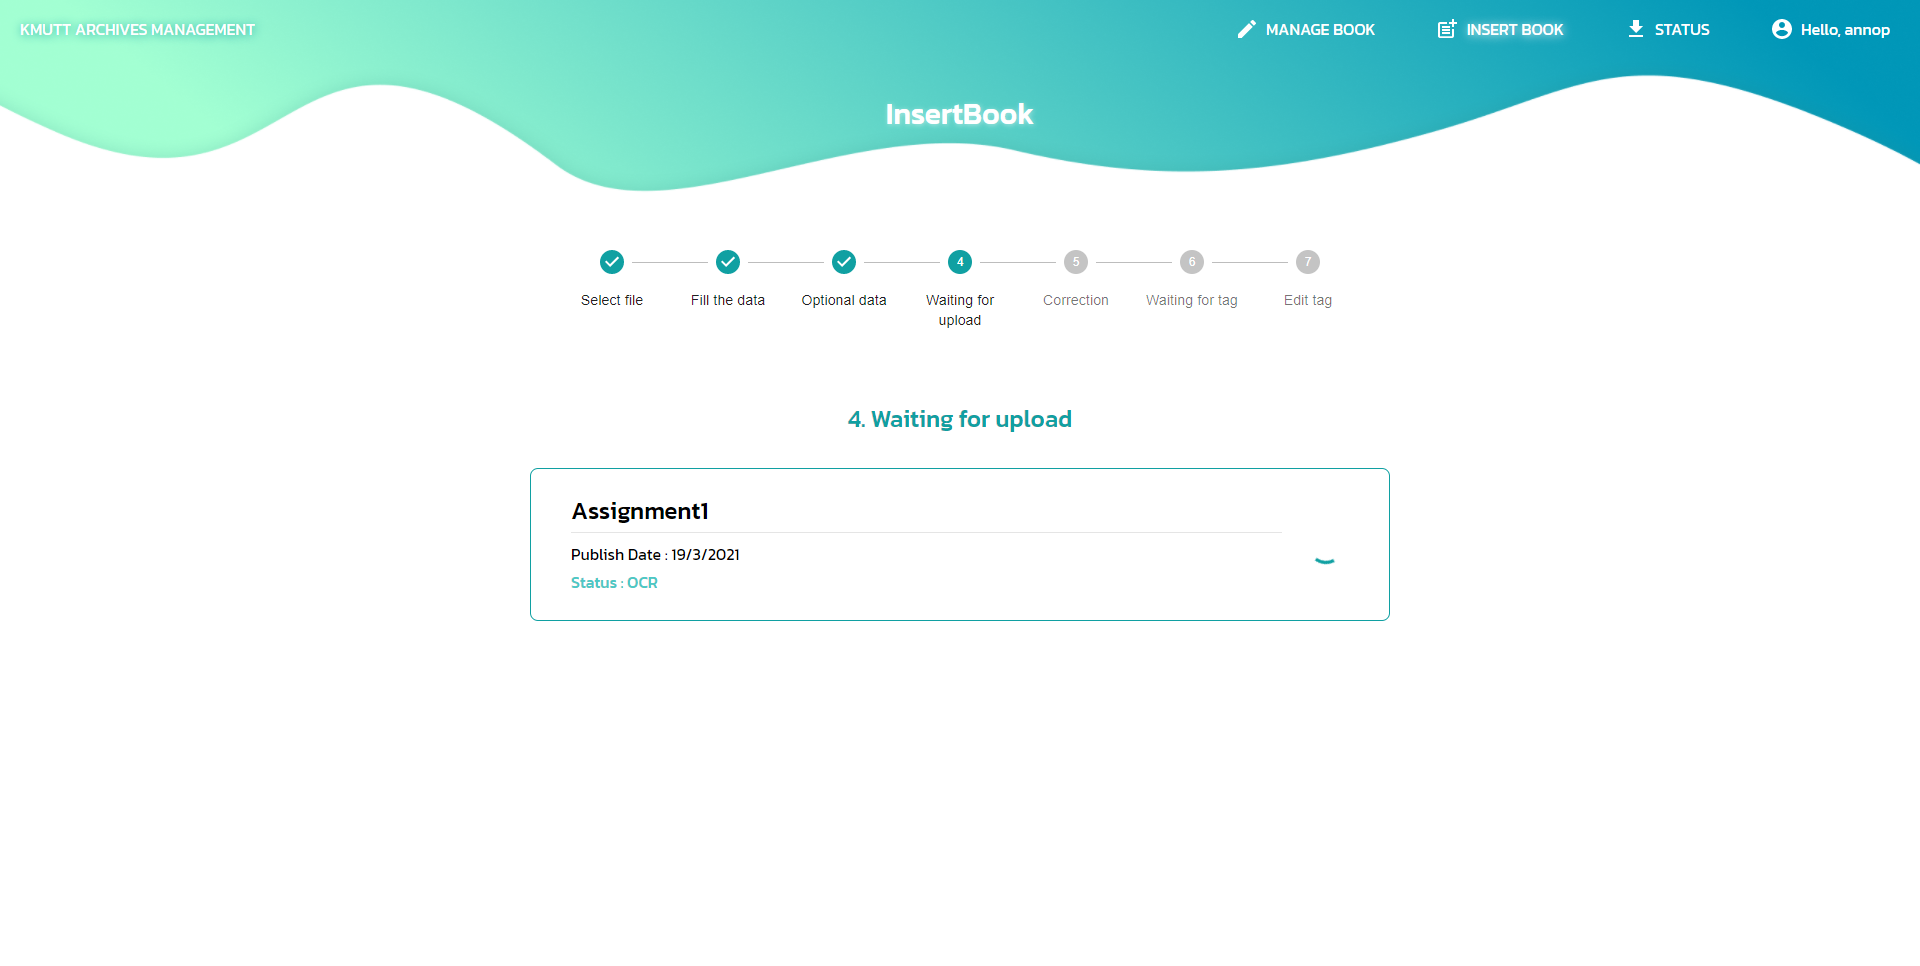 KMUTT ARCHIVES MANAGEMENT
MANAGE BOOK
INSERT BOOK
STATUS
Hello, annop
InsertBook
4
5
6
7
Select file
Fill the data
Optional data
Waiting for
upload
Correction
Waiting for tag
Edit tag
4. Waiting for upload
Assignment1
Publish Date : 19/3/2021
Status : OCR